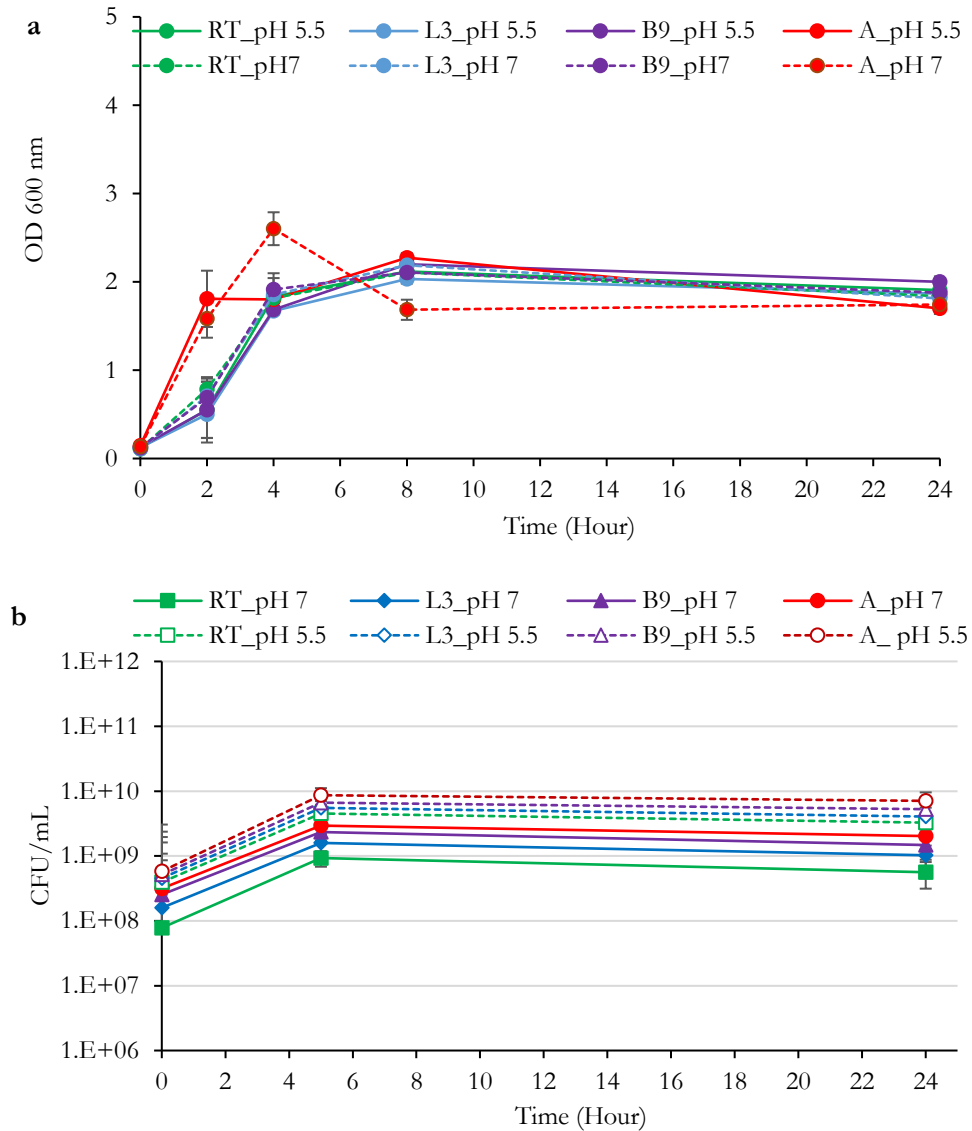 a
RT_pH 5.5 L3_pH 5.5 B9_pH 5.5 A_pH 5.5
RT_pH7 L3_pH 7 B9_pH7 A_pH 7
5
4
3
2
1
0
OD 600 nm
0 2 4 6 8 10 12 14 16 18 20 22 24
Time (Hour)
b
RT_pH 7 L3_pH 7 B9_pH 7 A_pH 7
RT_pH 5.5 L3_pH 5.5 B9_pH 5.5 A_ pH 5.5
1.E+12
1.E+11
1.E+10
1.E+09
1.E+08
1.E+07
1.E+06
CFU/mL
0 2 4 6 8 10 12 14 16 18 20 22 24
Time (Hour)